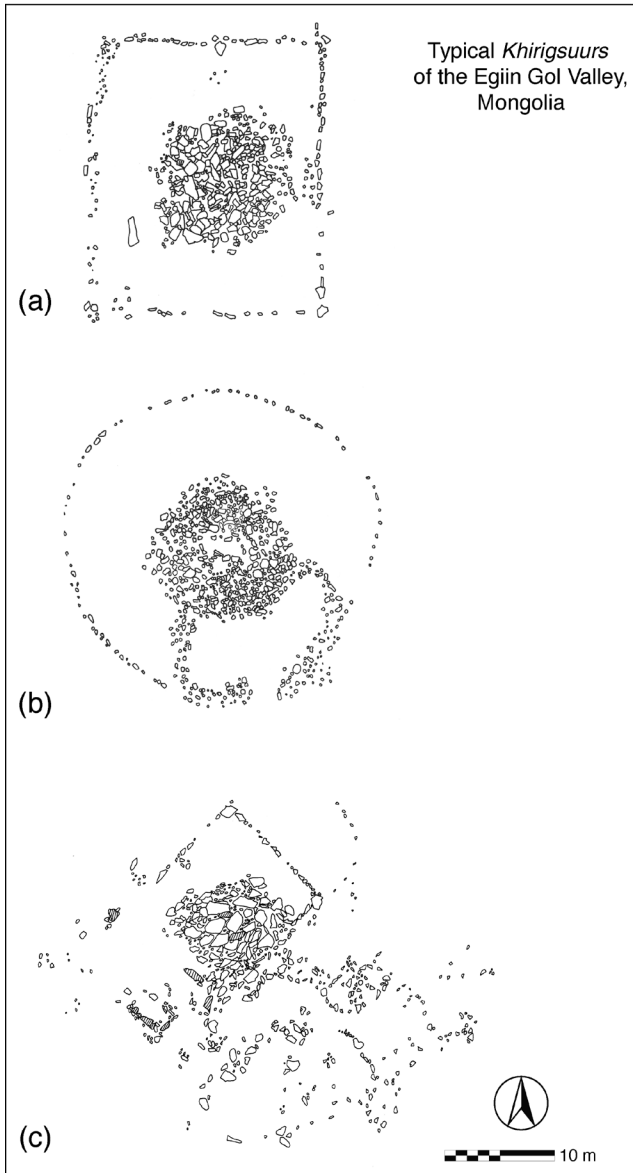 Typical Khirigsuurs
of the Egiin Gol Valley,
Mongolia
(a)
(b)
(c)
10 m